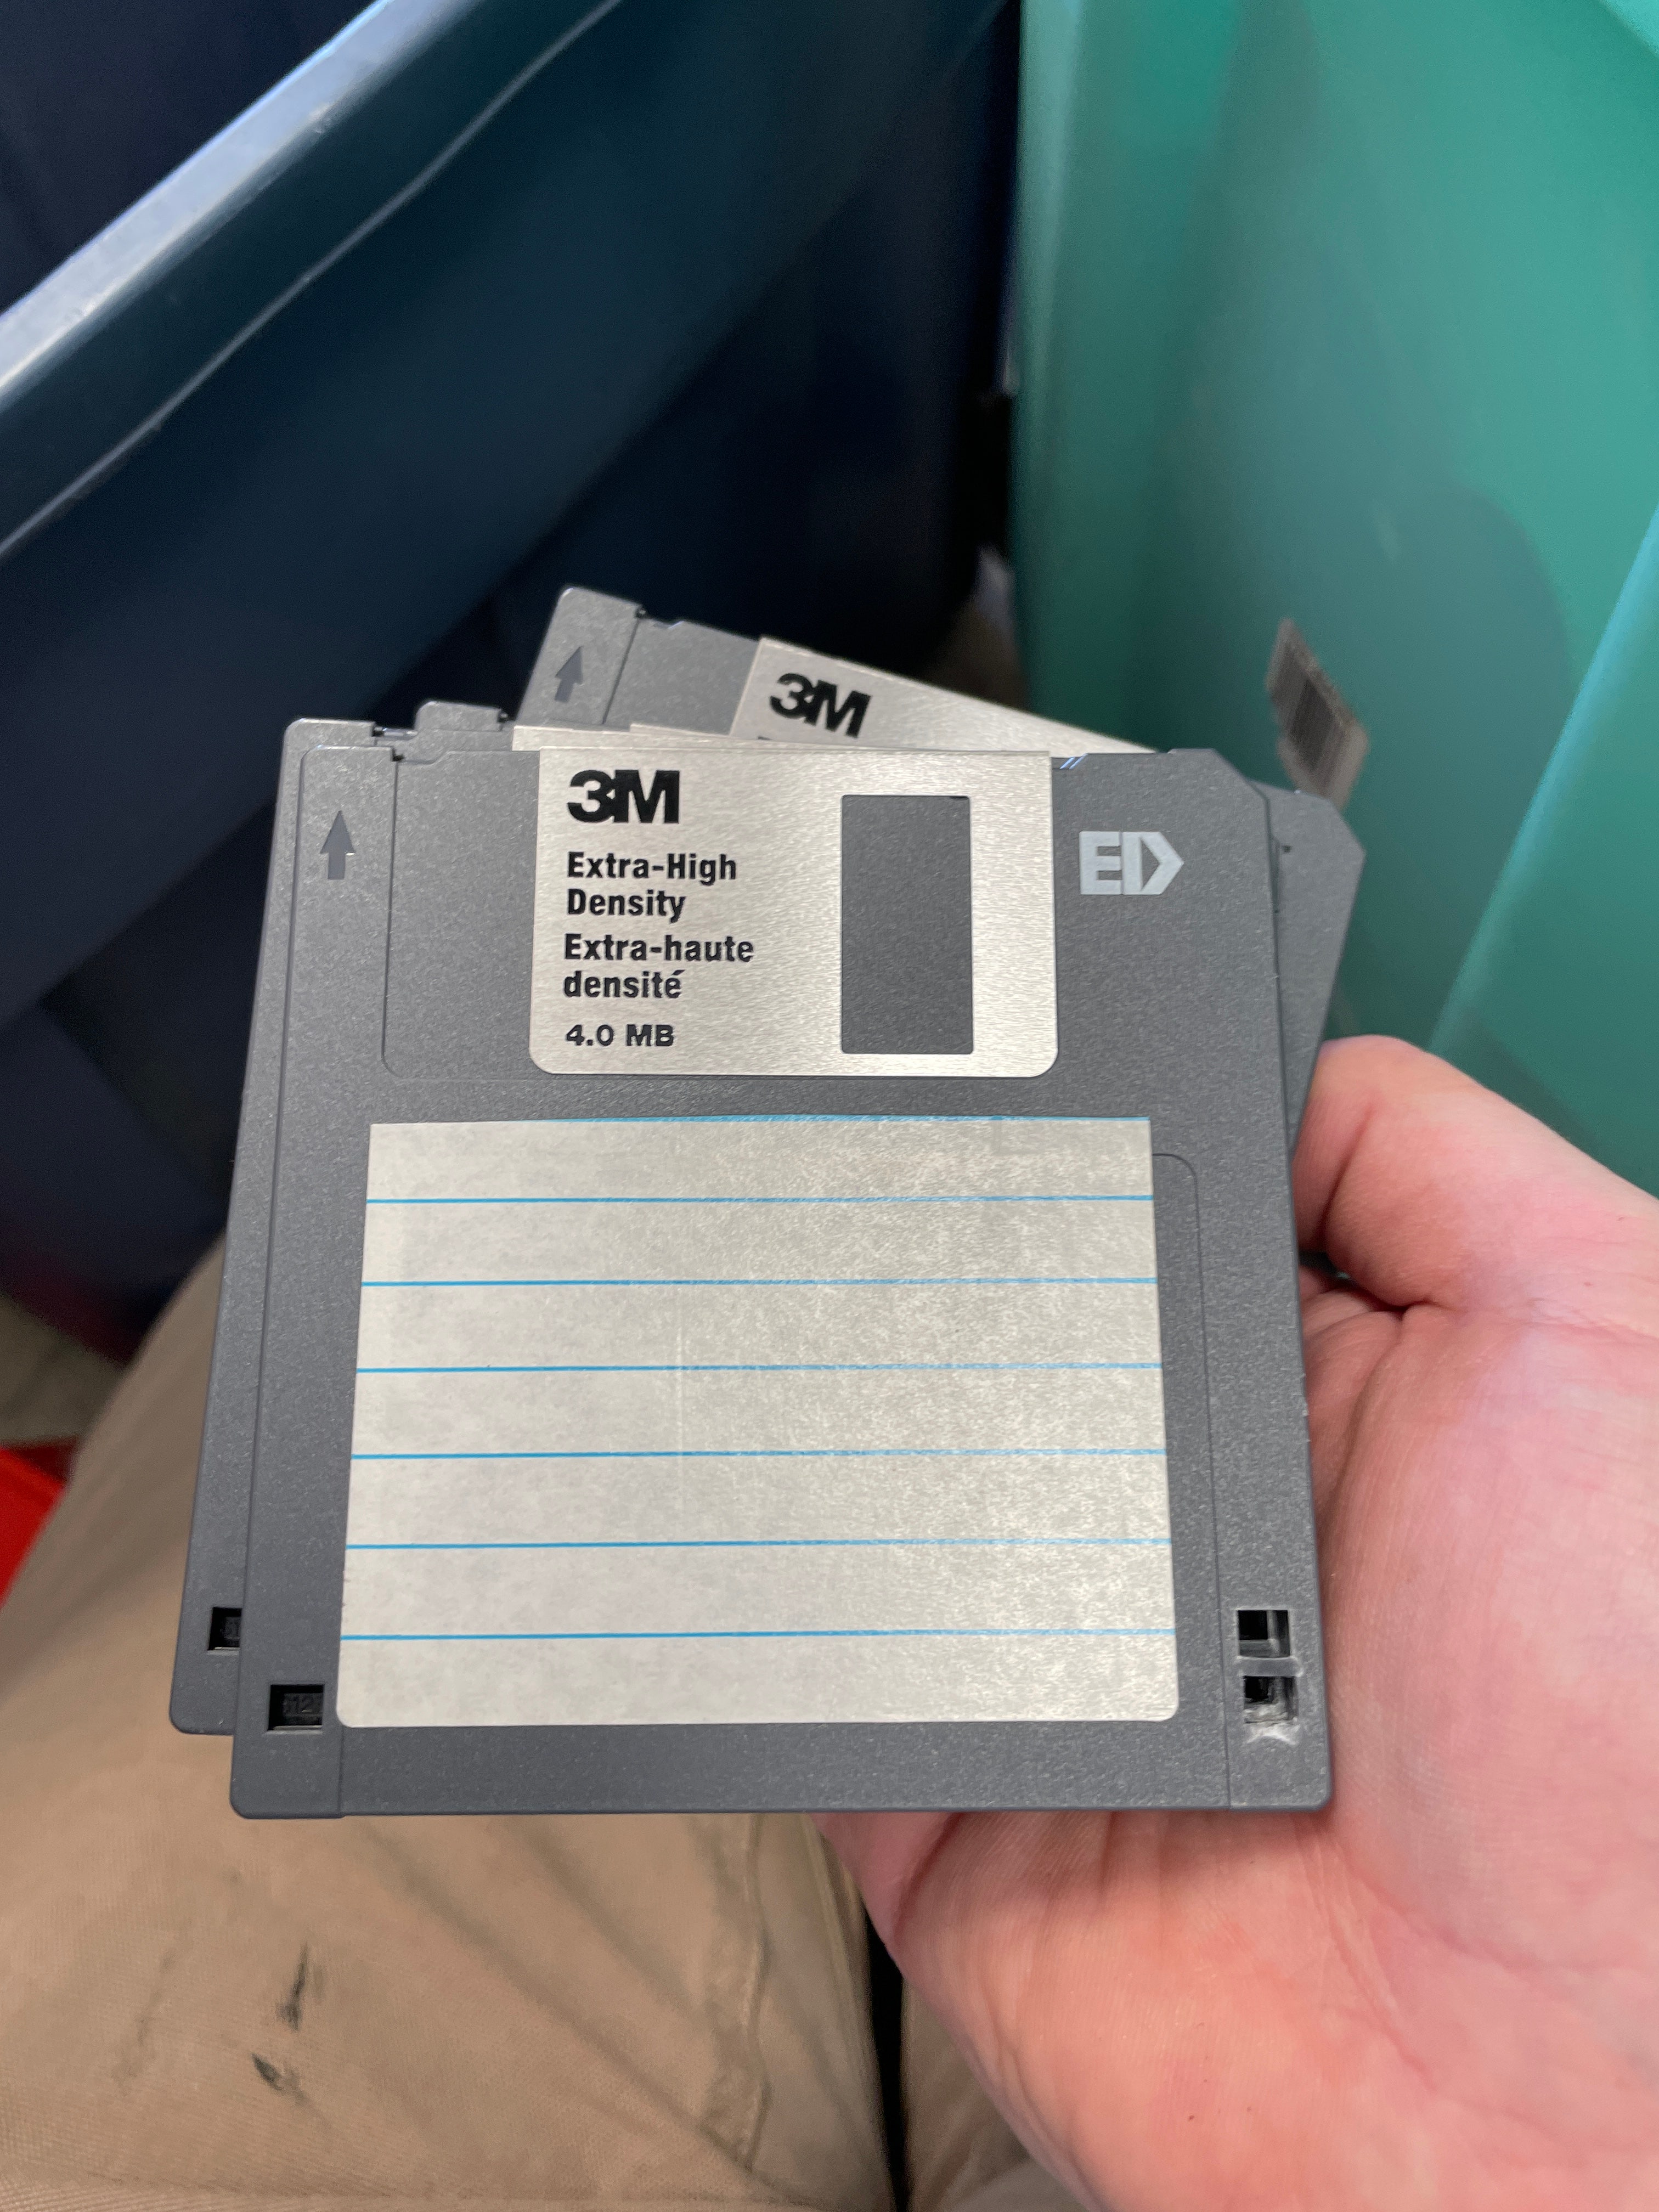 3M
3M
Extra-High
Density
Extra-haute
densité
4.0 MB
ED